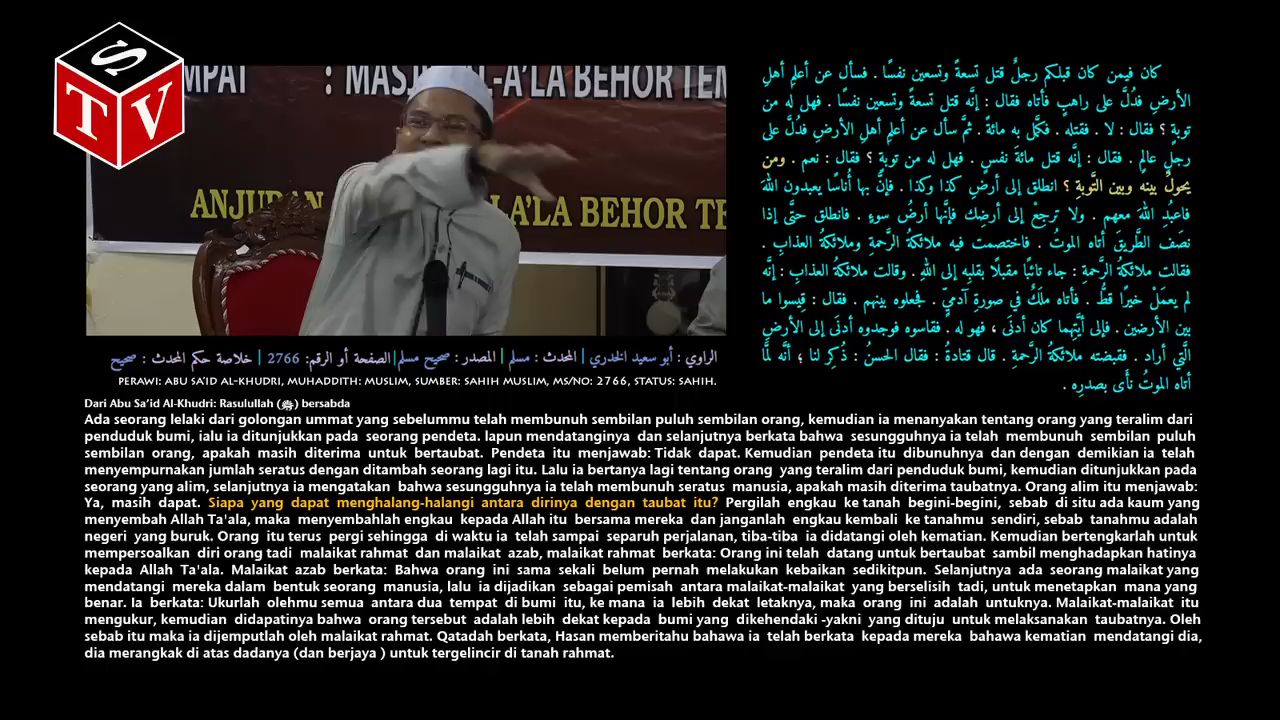 STV
MPAT : MASJID AL-A'LA BEHOR TEM
ANJURAN LA'LA BEHOR TE
كان فيمن كان قبلكم رجلٌ قتل تسعةً وتسعين نفسًا . فسأل عن أعلمِ أهلِ
الأرضِ فدُلَّ على راهبٍ فأتاه فقال : إنَّه قتل تسعةً وتسعين نفسًا . فهل له من
توبةٍ ؟ فقال : لا . فقتله . فكمَّل به مائةً . ثمَّ سأل عن أعلمِ أهلِ الأرضِ فدُلَّ على
رجلٍ عالمٍ . فقال : إنَّه قتل مائةَ نفسٍ . فهل له من توبةٍ ؟ فقال : نعم . ومن
يحولُ بينه وبين التَّوبةِ ؟ انطلِقْ إلى أرضِ كذا وكذا . فإنَّ بها أُناسًا يعبدون اللهَ
فاعبُدِ اللهَ معهم . ولا ترجِعْ إلى أرضِك فإنَّها أرضُ سوءٍ . فانطلق حتَّى إذا
نصَف الطَّريقَ أتاه الموتُ . فاختصمت فيه ملائكةُ الرَّحمةِ وملائكةُ العذابِ .
فقالت ملائكةُ الرَّحمةِ : جاء تائبًا مقبلًا بقلبِه إلى اللهِ . وقالت ملائكةُ العذابِ : إنَّه
لم يعمَلْ خيرًا قطُّ . فأتاه ملَكٌ في صورةِ آدميٍّ . فجعلوه بينهم . فقال : قِيسوا ما
بين الأرضَين . فإلى أيَّتِهما كان أدنَى ، فهو له . فقاسوه فوجدوه أدنَى إلى الأرضِ
الَّتي أراد . فقبضته ملائكةُ الرَّحمةِ . قال قتادةُ : فقال الحسنُ : ذُكِر لنا ؛ أنَّه لمَّا
أتاه الموتُ نأَى بصدرِه .
الراوي : أبو سعيد الخدري | المحدث : مسلم | المصدر : صحيح مسلم|الصفحة أو الرقم: 2766 | خلاصة حكم المحدث : صحيح
PERAWI: ABU SA'ID AL-KHUDRI, MUHADDITH: MUSLIM, SUMBER: SAHIH MUSLIM, MS/NO: 2766, STATUS: SAHIH.
Dari Abu Sa'id Al-Khudri: Rasulullah (ﷺ) bersabda
Ada seorang lelaki dari golongan ummat yang sebelummu telah membunuh sembilan puluh sembilan orang, kemudian ia menanyakan tentang orang yang teralim dari
penduduk bumi, ialu ia ditunjukkan pada seorang pendeta. lapun mendatanginya dan selanjutnya berkata bahwa sesungguhnya ia telah membunuh sembilan puluh
sembilan orang, apakah masih diterima untuk bertaubat. Pendeta itu menjawab: Tidak dapat. Kemudian pendeta itu dibunuhnya dan dengan demikian ia telah
menyempurnakan jumlah seratus dengan ditambah seorang lagi itu. Lalu ia bertanya lagi tentang orang yang teralim dari penduduk bumi, kemudian ditunjukkan pada
seorang yang alim, selanjutnya ia mengatakan bahwa sesungguhnya ia telah membunuh seratus manusia, apakah masih diterima taubatnya. Orang alim itu menjawab:
Ya, masih dapat. Siapa yang dapat menghalang-halangi antara dirinya dengan taubat itu? Pergilah engkau ke tanah begini-begini, sebab di situ ada kaum yang
menyembah Allah Ta'ala, maka menyembahlah engkau kepada Allah itu bersama mereka dan janganlah engkau kembali ke tanahmu sendiri, sebab tanahmu adalah
negeri yang buruk. Orang itu terus pergi sehingga di waktu ia telah sampai separuh perjalanan, tiba-tiba ia didatangi oleh kematian. Kemudian bertengkarlah untuk
mempersoalkan diri orang tadi malaikat rahmat dan malaikat azab, malaikat rahmat berkata: Orang ini telah datang untuk bertaubat sambil menghadapkan hatinya
kepada Allah Ta'ala. Malaikat azab berkata: Bahwa orang ini sama sekali belum pernah melakukan kebaikan sedikitpun. Selanjutnya ada seorang malaikat yang
mendatangi mereka dalam bentuk seorang manusia, lalu ia dijadikan sebagai pemisah antara malaikat-malaikat yang berselisih tadi, untuk menetapkan mana yang
benar. la berkata: Ukurlah olehmu semua antara dua tempat di bumi itu, ke mana ia lebih dekat letaknya, maka orang ini adalah untuknya. Malaikat-malaikat itu
mengukur, kemudian didapatinya bahwa orang tersebut adalah lebih dekat kepada bumi yang dikehendaki -yakni yang dituju untuk melaksanakan taubatnya. Oleh
sebab itu maka ia dijemputlah oleh malaikat rahmat. Qatadah berkata, Hasan memberitahu bahawa ia telah berkata kepada mereka bahawa kematian mendatangi dia,
dia merangkak di atas dadanya (dan berjaya ) untuk tergelincir di tanah rahmat.